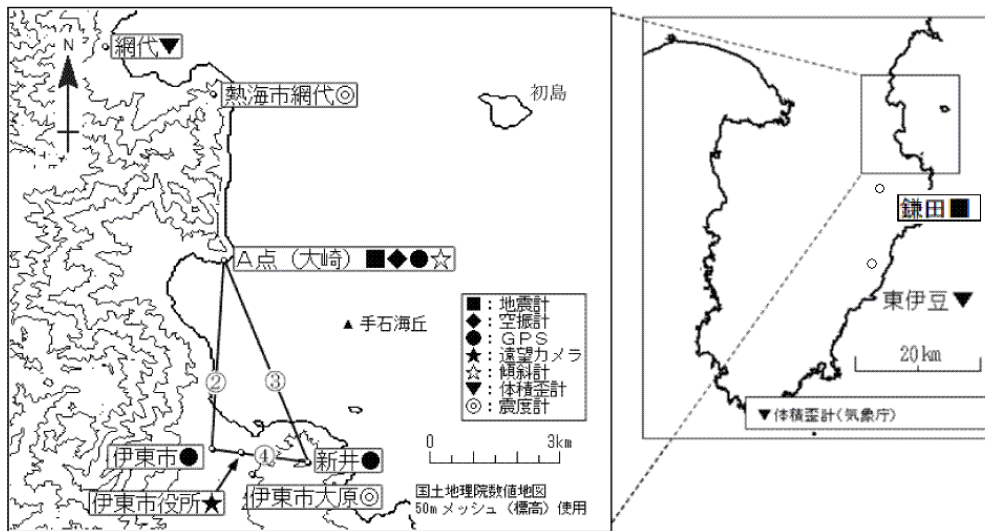 N
網代▼
熱海市網代◎
初島
A点（大崎）■◆●☆
▲ 手石海丘
②
③
④
伊東市●
新井●
伊東市役所★
伊東市大原◎
■：地震計
◆：空振計
●：ＧＰＳ
★：遠望カメラ
☆：傾斜計
▼：体積歪計
◎：震度計
0 3km
国土地理院数値地図
50m メッシュ（標高）使用
鎌田■
東伊豆▼
20km
▼体積歪計(気象庁)